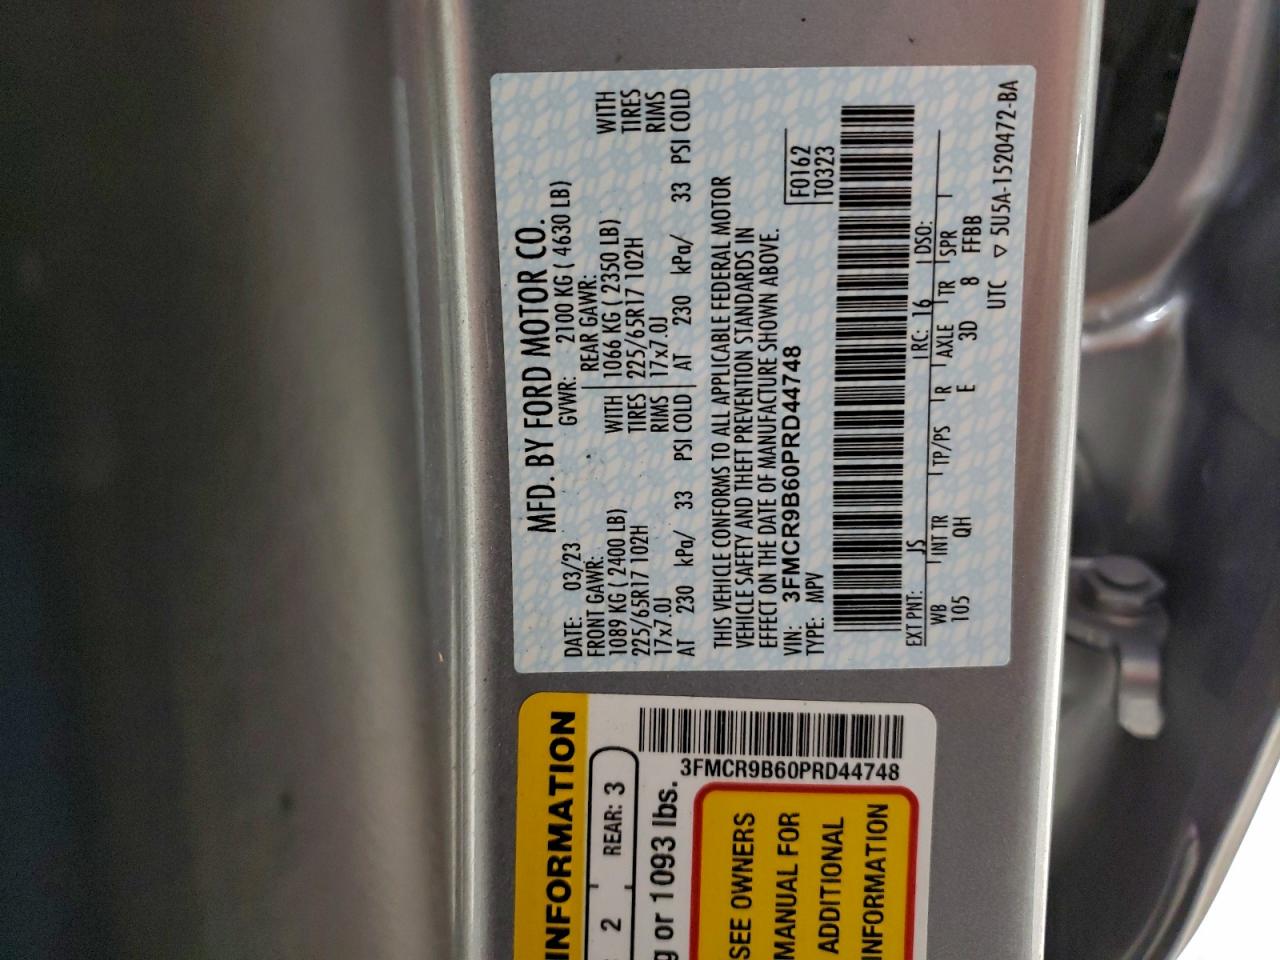 MFD. BY FORD MOTOR CO.
DATE: 03/23 GVWR: 2100 KG ( 4630 LB)
FRONT GAWR: REAR GAWR:
1089 KG ( 2400 LB) WITH 1066 KG ( 2350 LB) WITH
225/65R17 102H TIRES 225/65R17 102H TIRES
17x7.0J RIMS 17x7.0J RIMS
AT 230 kPa/ 33 PSI COLD AT 230 kPa/ 33 PSI COLD
THIS VEHICLE CONFORMS TO ALL APPLICABLE FEDERAL MOTOR
VEHICLE SAFETY AND THEFT PREVENTION STANDARDS IN
EFFECT ON THE DATE OF MANUFACTURE SHOWN ABOVE.
VIN: 3FMCR9B60PRD44748 F0162
TYPE: MPV T0323
EXT PNT: JS RC: 16 DSO:
WB INT TR TP/PS R AXLE TR SPR
105 QH E 3D 8 FFBB
UTC ▽ 5U5A-1520472-BA
INFORMATION
2 REAR: 3
g or 1093 lbs.
3FMCR9B60PRD44748
SEE OWNERS
MANUAL FOR
ADDITIONAL
INFORMATION